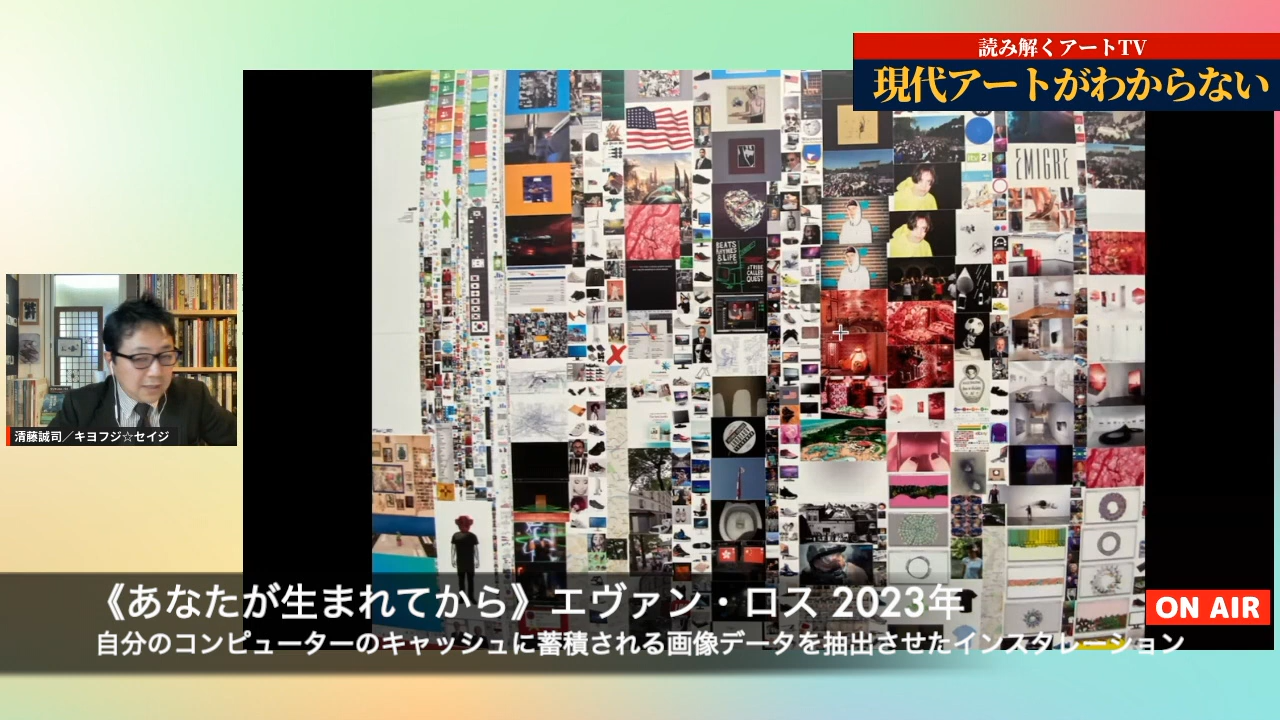 読み解くアートTV
現代アートがわからない
EMIGRE
itv2
BEATS
RHYMES
& LIFE
TRIBE
CALLED
QUEST
清藤誠司／キヨフジ☆セイジ
《あなたが生まれてから》エヴァン・ロス 2023年
自分のコンピューターのキャッシュに蓄積される画像データを抽出させたインスタレーション
ON AIR